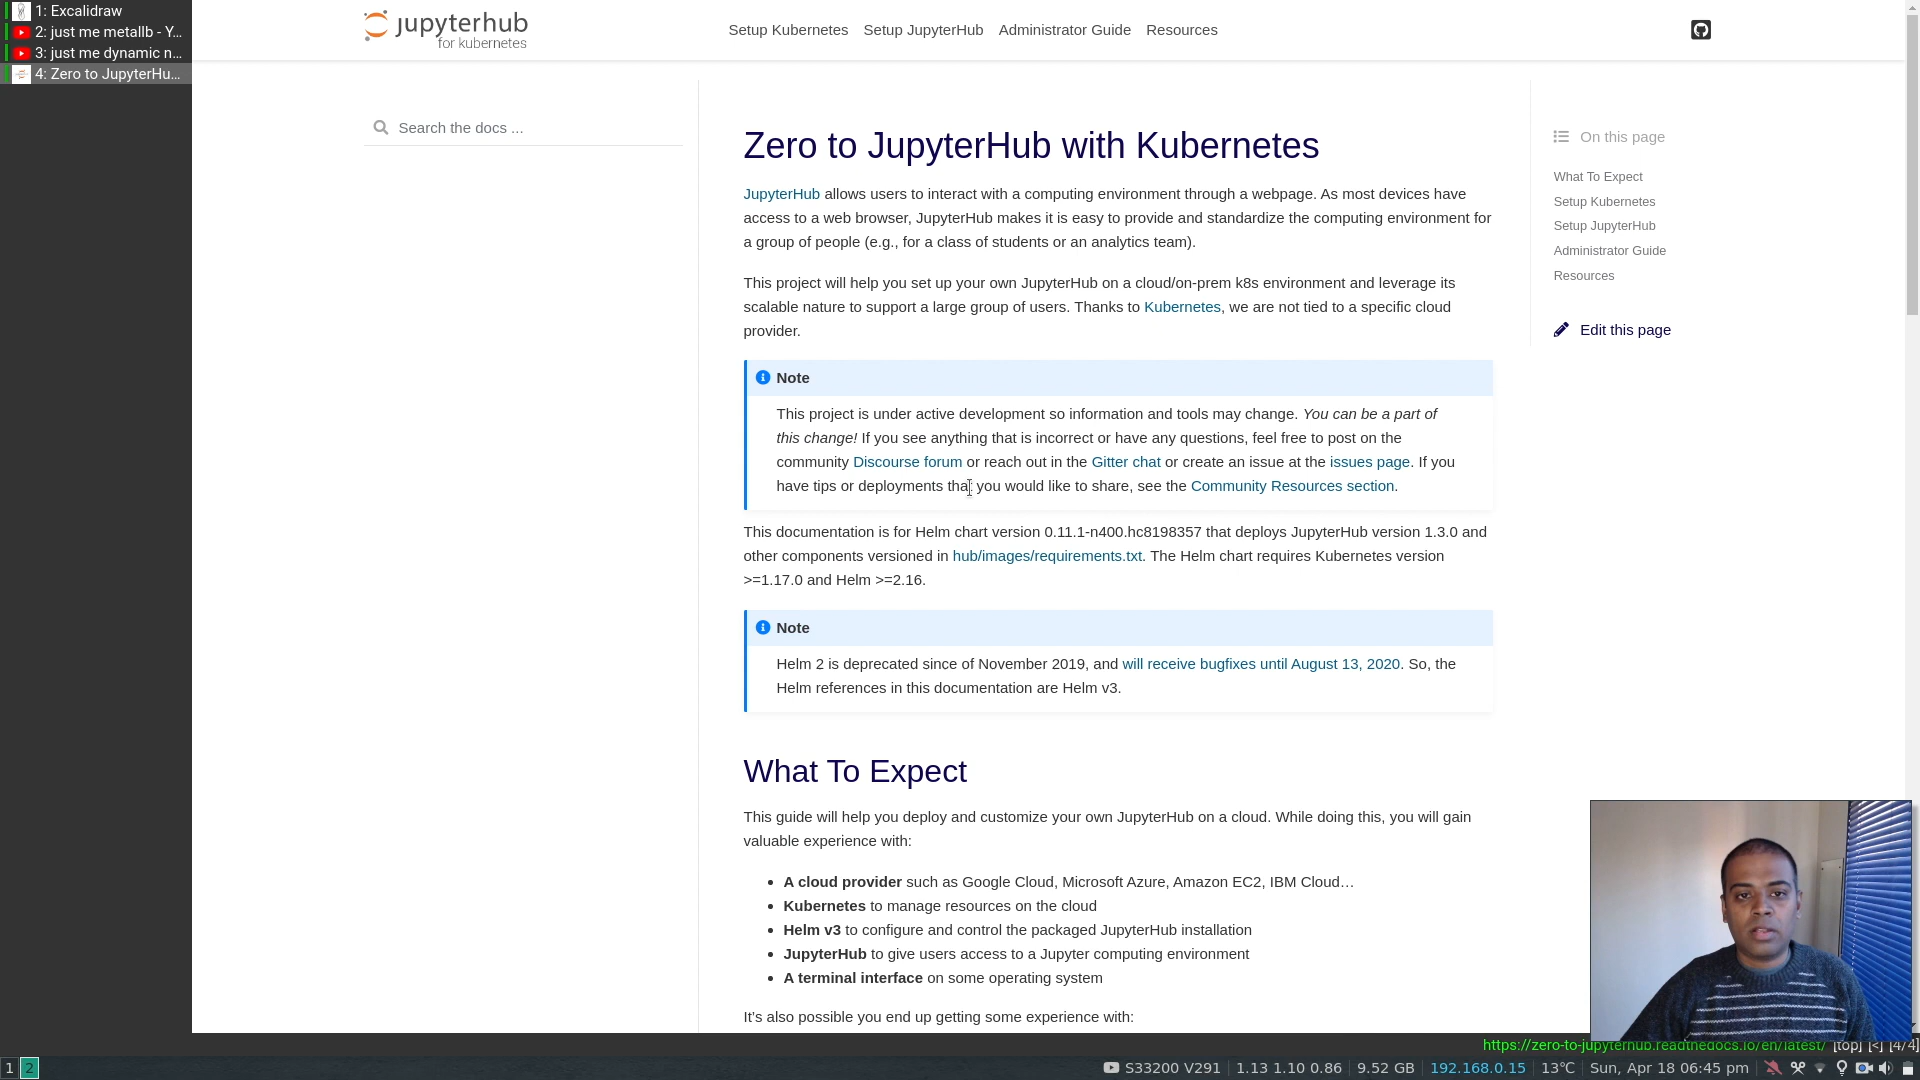 1: Excalidraw
2: just me metallb - Y...
3: just me dynamic n...
4: Zero to JupyterHu...
jupyterhub
for kubernetes
Setup Kubernetes Setup JupyterHub Administrator Guide Resources
Search the docs ...
Zero to JupyterHub with Kubernetes
JupyterHub allows users to interact with a computing environment through a webpage. As most devices have
access to a web browser, JupyterHub makes it is easy to provide and standardize the computing environment for
a group of people (e.g., for a class of students or an analytics team).
This project will help you set up your own JupyterHub on a cloud/on-prem k8s environment and leverage its
scalable nature to support a large group of users. Thanks to Kubernetes, we are not tied to a specific cloud
provider.
Note
This project is under active development so information and tools may change. You can be a part of
this change! If you see anything that is incorrect or have any questions, feel free to post on the
community Discourse forum or reach out in the Gitter chat or create an issue at the issues page. If you
have tips or deployments that you would like to share, see the Community Resources section.
This documentation is for Helm chart version 0.11.1-n400.hc8198357 that deploys JupyterHub version 1.3.0 and
other components versioned in hub/images/requirements.txt. The Helm chart requires Kubernetes version
>=1.17.0 and Helm >=2.16.
Note
Helm 2 is deprecated since of November 2019, and will receive bugfixes until August 13, 2020. So, the
Helm references in this documentation are Helm v3.
What To Expect
This guide will help you deploy and customize your own JupyterHub on a cloud. While doing this, you will gain
valuable experience with:
• A cloud provider such as Google Cloud, Microsoft Azure, Amazon EC2, IBM Cloud…
• Kubernetes to manage resources on the cloud
• Helm v3 to configure and control the packaged JupyterHub installation
• JupyterHub to give users access to a Jupyter computing environment
• A terminal interface on some operating system
It's also possible you end up getting some experience with:
On this page
What To Expect
Setup Kubernetes
Setup JupyterHub
Administrator Guide
Resources
Edit this page
https://zero-to-jupyterhub.readthedocs.io/en/latest/ [top] [<] [4/4]
1 2
S33200 V291 1.13 1.10 0.86 9.52 GB 192.168.0.15 13°C Sun, Apr 18 06:45 pm